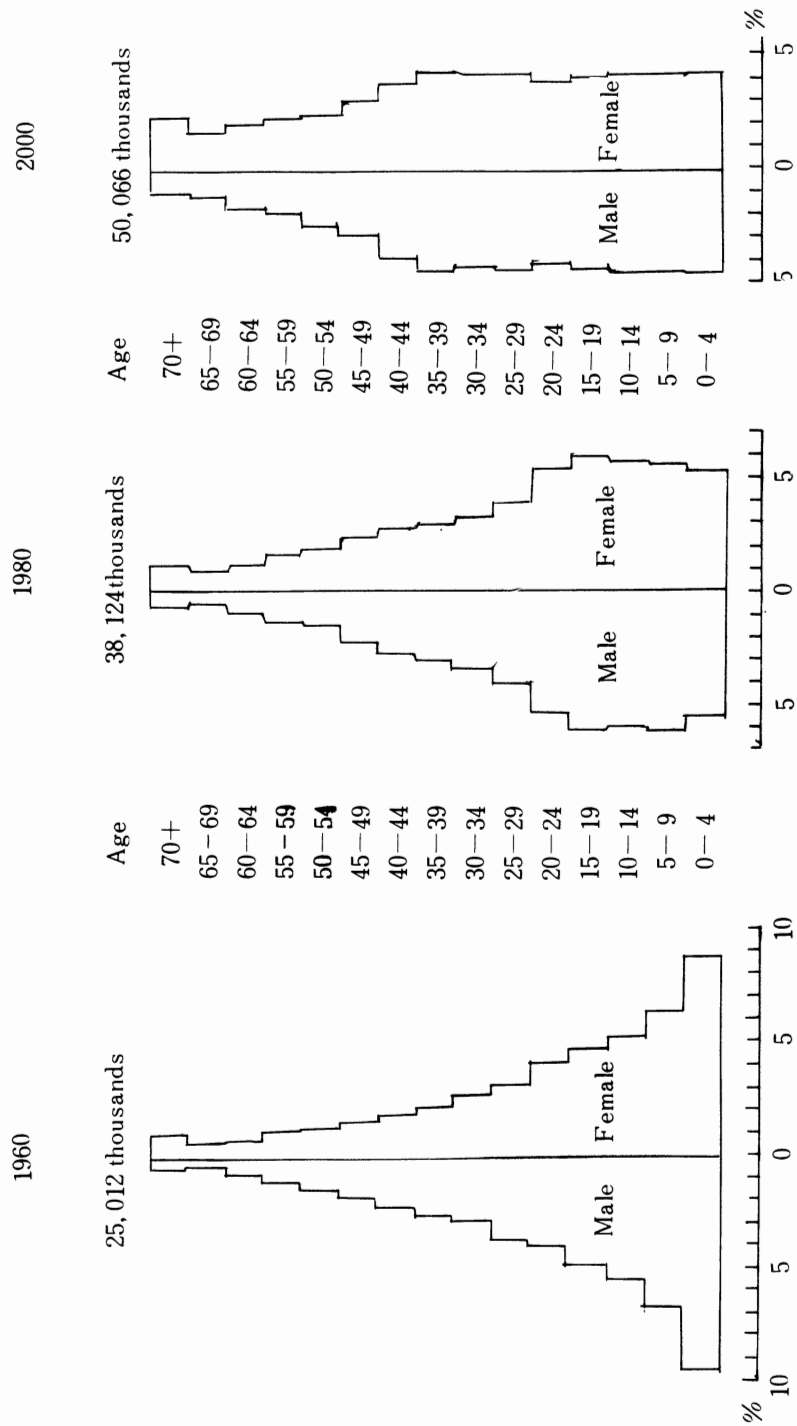 1960
1980
2000
25, 012 thousands
38, 124thousands
50, 066 thousands
Age
70+
65-69
60—64
55-59
50-54
45—49
40—44
35—39
30—34
25—29
20—24
15—19
10—14
5— 9
0— 4
Age
70+
65—69
60—64
55—59
50—54
45—49
40—44
35—39
30—34
25—29
20—24
15—19
10—14
5— 9
0— 4
Male
Female
Male
Female
Male
Female
% 10 5 0 5 10
5 0 5
5 0 5 %